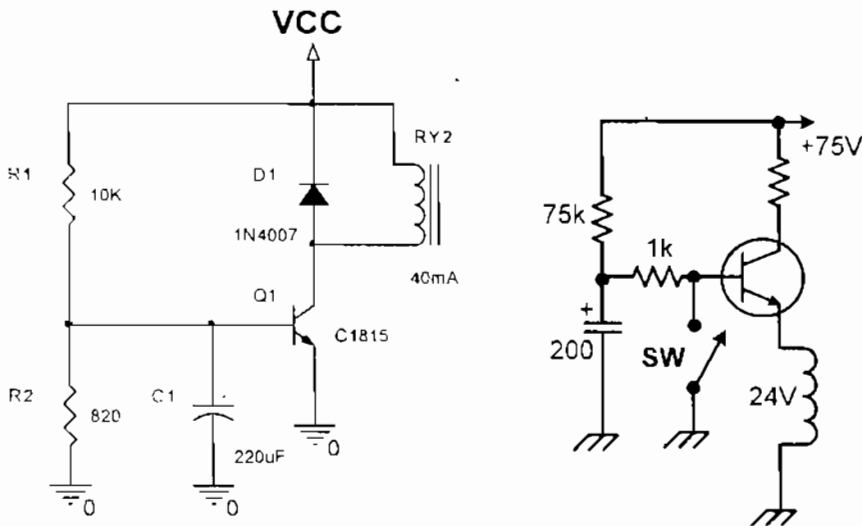 VCC
RY2
R1
10K
D1
1N4007
40mA
Q1
C1815
R2
820
C1
220uF
0
0
0
+75V
75k
1k
+
200
SW
24V